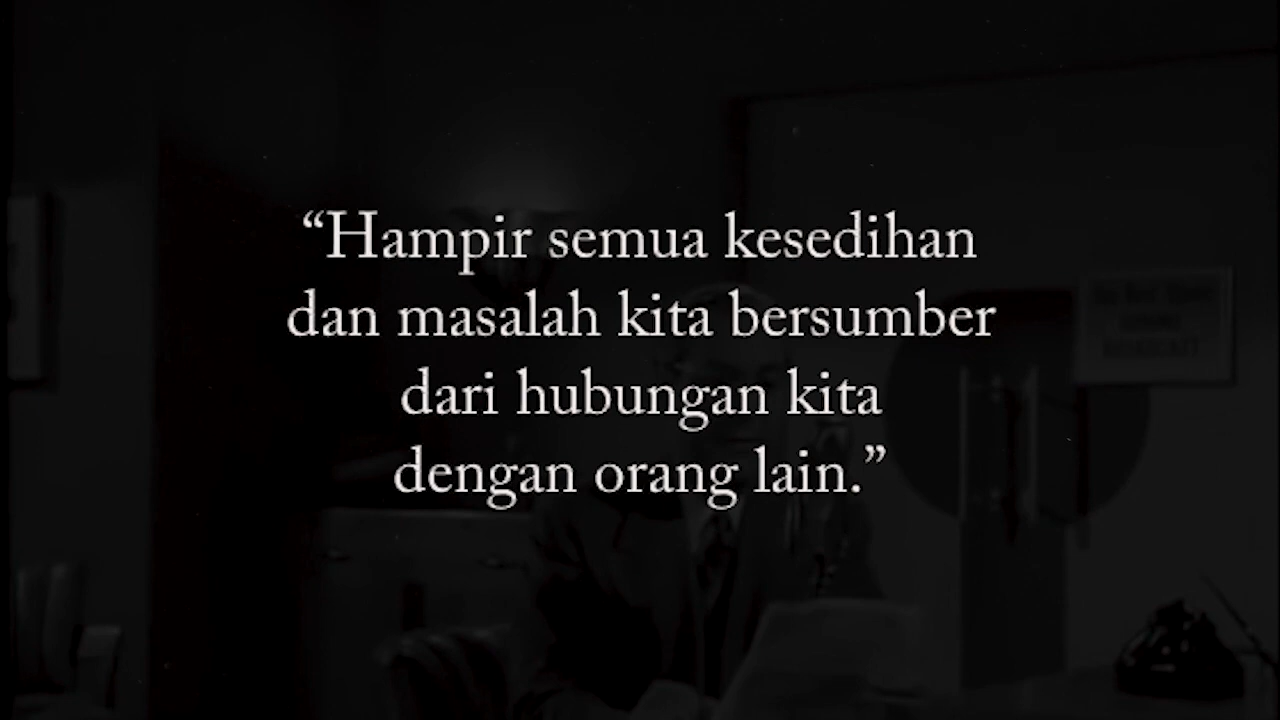 “Hampir semua kesedihan
dan masalah kita bersumber
dari hubungan kita
dengan orang lain.”